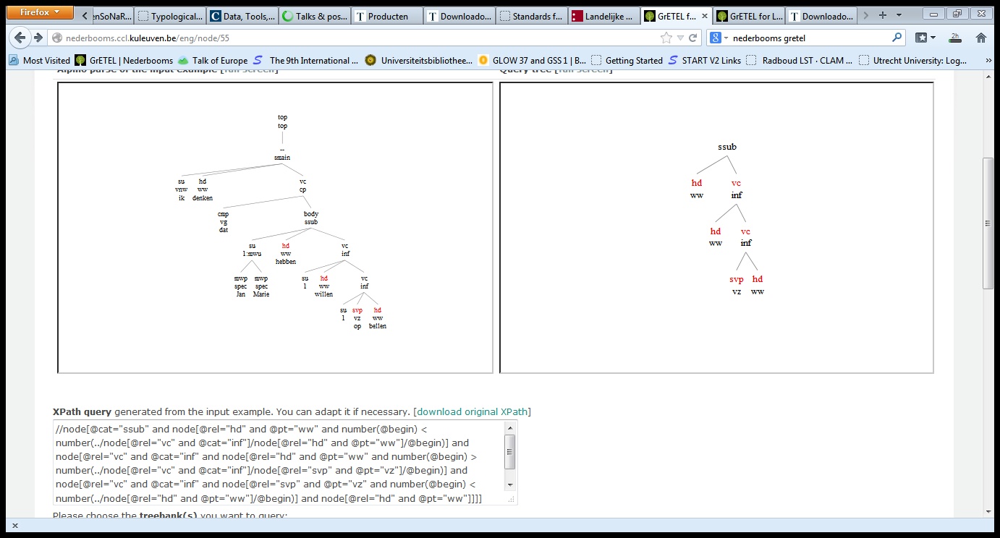 Firefox
enSoNaR...
Typological...
Data, Tools,...
Talks & pos...
Producten
Downloado...
Standards f...
Landelijke ...
GrETEL f...
GrETEL for L...
Downloado...
nederbooms.ccl.kuleuven.be/eng/node/55
nederbooms gretel
2h
Most Visited
GrETEL | Nederbooms
Talk of Europe
The 9th International ...
Universiteitsbibliothee...
GLOW 37 and GSS 1 | B...
Getting Started
START V2 Links
Radboud LST · CLAM ...
Utrecht University: Log...
Alpino parse of the input example [full screen]
Query tree [full screen]
top
top
--
smain
su hd vc
vnw ww cp
ik denken
cmp body
vg ssub
dat
su hd vc
1:mwu ww inf
hebben
mwp mwp su hd vc
spec spec 1 ww inf
Jan Marie willen
su svp hd
1 vz ww
op bellen
ssub
hd vc
ww inf
hd vc
ww inf
svp hd
vz ww
XPath query generated from the input example. You can adapt it if necessary. [download original XPath]
//node[@cat="ssub" and node[@rel="hd" and @pt="ww" and number(@begin) <
number(../node[@rel="vc" and @cat="inf"]/node[@rel="hd" and @pt="ww"]/@begin)] and
node[@rel="vc" and @cat="inf" and node[@rel="hd" and @pt="ww" and number(@begin) >
number(../node[@rel="vc" and @cat="inf"]/node[@rel="svp" and @pt="vz"]/@begin)] and
node[@rel="vc" and @cat="inf" and node[@rel="svp" and @pt="vz" and number(@begin) <
number(../node[@rel="hd" and @pt="ww"]/@begin)] and node[@rel="hd" and @pt="ww"]]]]
Please choose the treebank(s) you want to query: